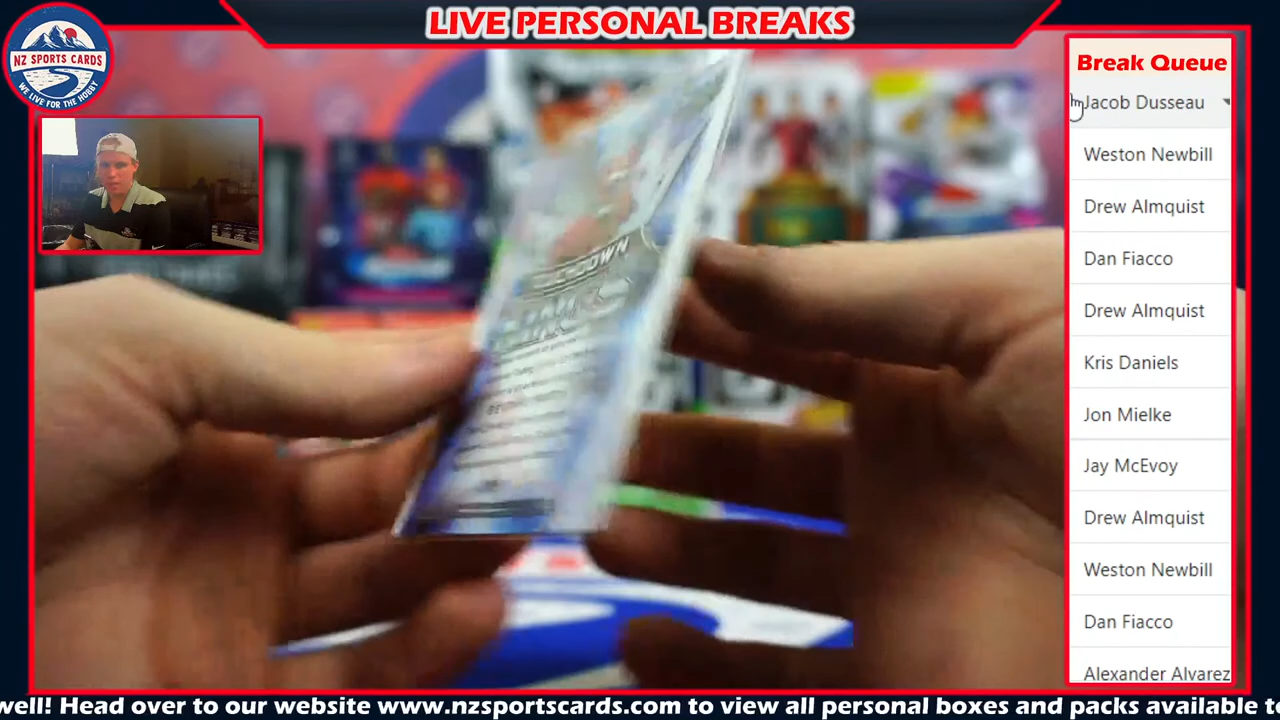 LIVE PERSONAL BREAKS
NZ SPORTS CARDS
WE LIVE FOR THE HOBBY
Break Queue
Jacob Dusseau
Weston Newbill
Drew Almquist
Dan Fiacco
Drew Almquist
Kris Daniels
Jon Mielke
Jay McEvoy
Drew Almquist
Weston Newbill
Dan Fiacco
Alexander Alvarez
well! Head over to our website www.nzsportscards.com to view all personal boxes and packs available